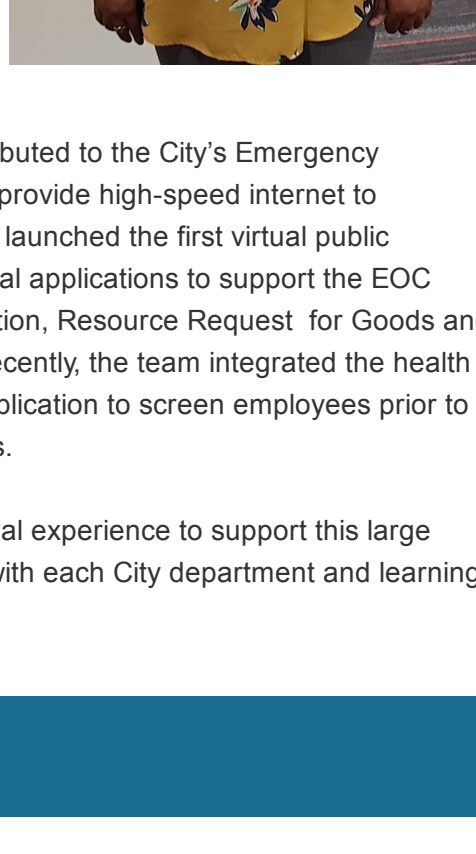 buted to the City’s Emergency
provide high-speed internet to
launched the first virtual public
al applications to support the EOC
tion, Resource Request  for Goods an
ecently, the team integrated the health
plication to screen employees prior to
s.
al experience to support this large
with each City department and learning